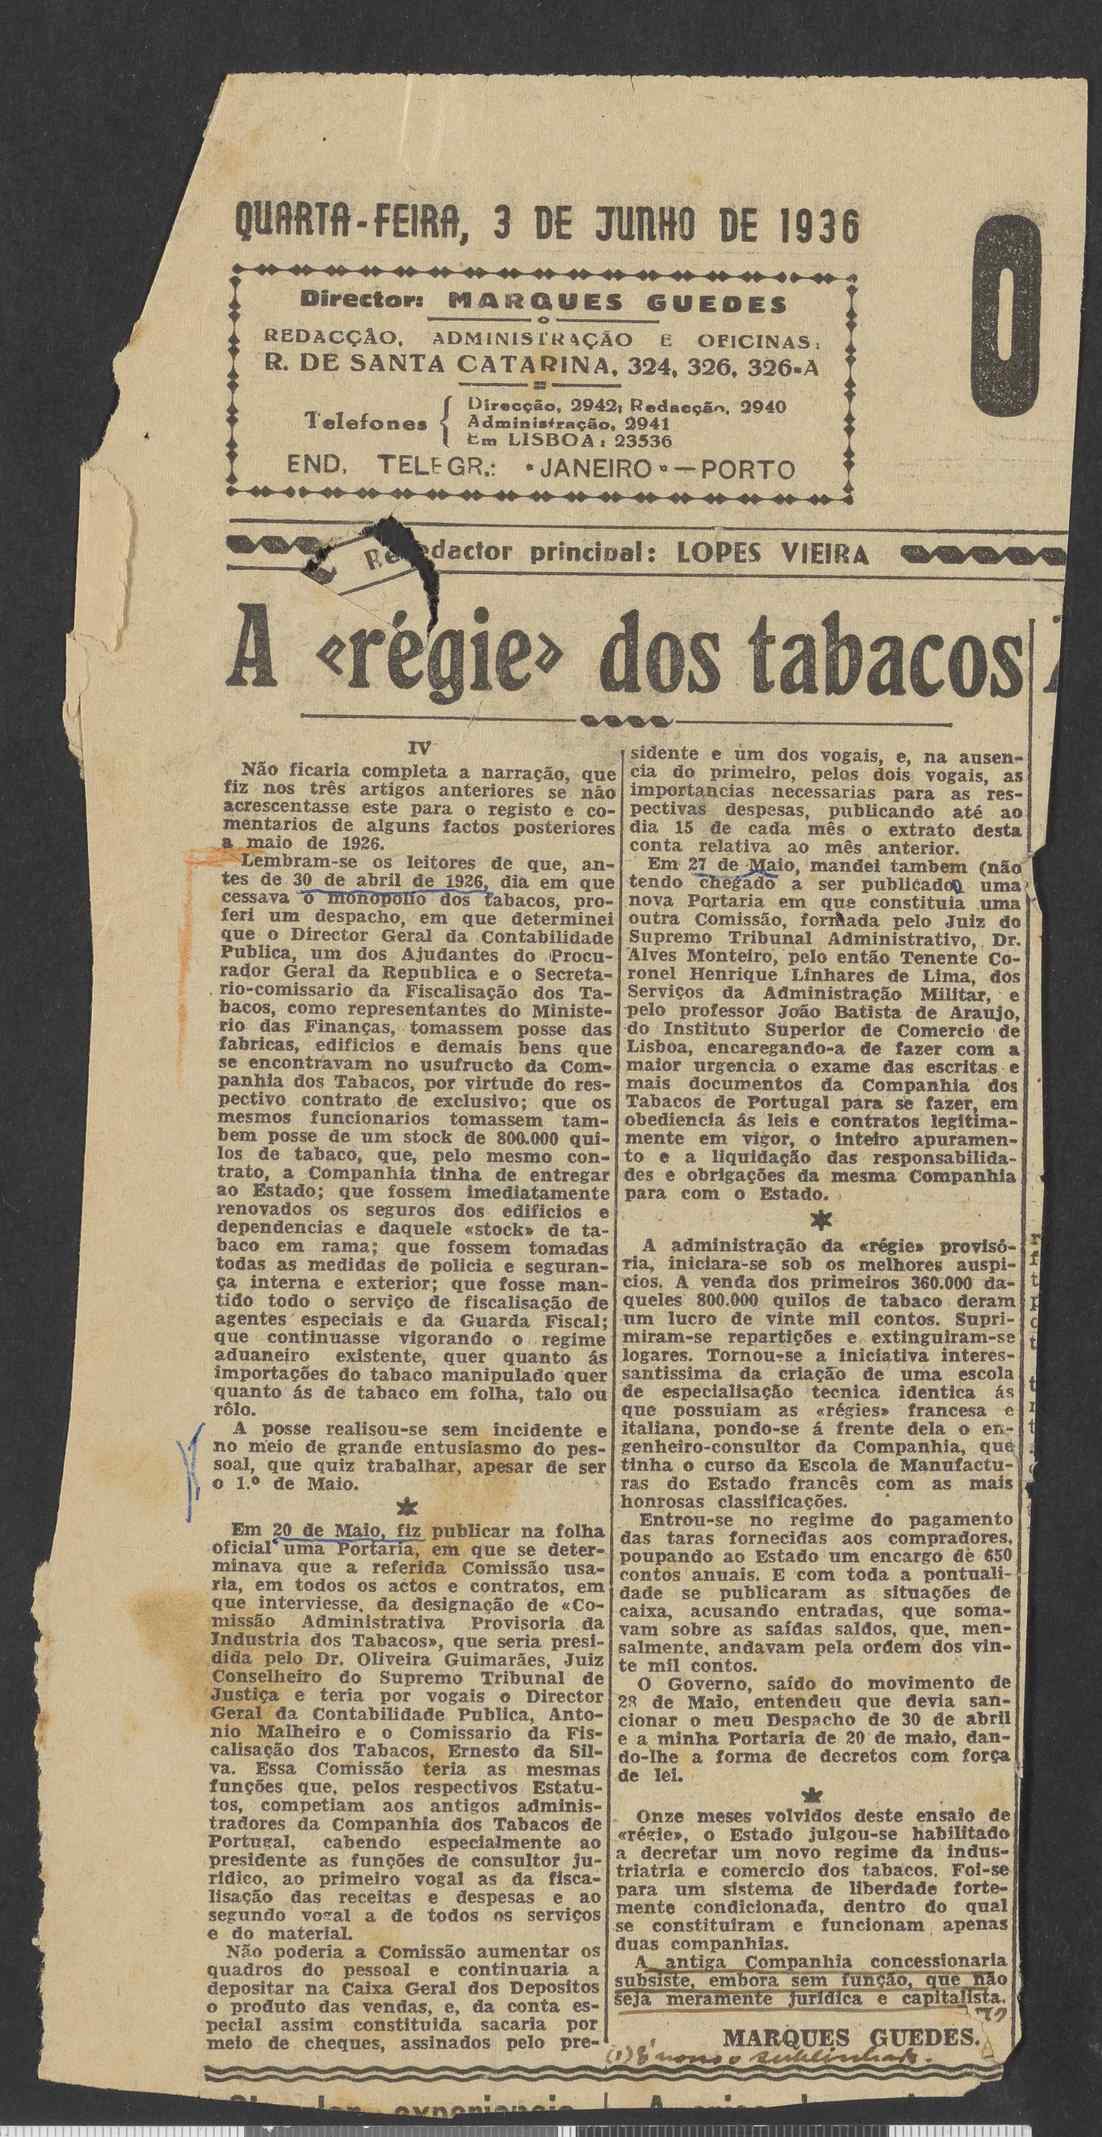 QUARTA-FEIRA, 3 DE JUNHO DE 1936
O
Director: MARQUES GUEDES
REDACÇÃO, ADMINISTRAÇÃO E OFICINAS:
R. DE SANTA CATARINA, 324, 326, 326-A
Telefones
Direcção, 2942; Redacção, 2940
Administração, 2941
Em LISBOA: 23536
END. TELEGR.: «JANEIRO»—PORTO
Redactor principal: LOPES VIEIRA
A «régie» dos tabacos
IV
Não ficaria completa a narração, que
fiz nos três artigos anteriores se não
acrescentasse este para o registo e co-
mentarios de alguns factos posteriores
a maio de 1926.
Lembram-se os leitores de que, an-
tes de 30 de abril de 1926, dia em que
cessava o monopolio dos tabacos, pro-
feri um despacho, em que determinei
que o Director Geral da Contabilidade
Publica, um dos Ajudantes do Procu-
rador Geral da Republica e o Secreta-
rio-comissario da Fiscalisação dos Ta-
bacos, como representantes do Ministe-
rio das Finanças, tomassem posse das
fabricas, edificios e demais bens que
se encontravam no usufructo da Com-
panhia dos Tabacos, por virtude do res-
pectivo contrato de exclusivo; que os
mesmos funcionarios tomassem tam-
bem posse de um stock de 800.000 qui-
los de tabaco, que, pelo mesmo con-
trato, a Companhia tinha de entregar
ao Estado; que fossem imediatamente
renovados os seguros dos edificios e
dependencias e daquele «stock» de ta-
baco em rama; que fossem tomadas
todas as medidas de policia e seguran-
ça interna e exterior; que fosse man-
tido todo o serviço de fiscalisação de
agentes especiais e da Guarda Fiscal;
que continuasse vigorando o regime
aduaneiro existente, quer quanto ás
importações do tabaco manipulado quer
quanto ás de tabaco em folha, talo ou
rôlo.
A posse realisou-se sem incidente e
no meio de grande entusiasmo do pes-
soal, que quiz trabalhar, apesar de ser
o 1.º de Maio.
*
Em 20 de Maio, fiz publicar na folha
oficial uma Portaria, em que se deter-
minava que a referida Comissão usa-
ria, em todos os actos e contratos, em
que interviesse, da designação de «Co-
missão Administrativa Provisoria da
Industria dos Tabacos», que seria presi-
dida pelo Dr. Oliveira Guimarães, Juiz
Conselheiro do Supremo Tribunal de
Justiça e teria por vogais o Director
Geral da Contabilidade Publica, Anto-
nio Malheiro e o Comissario da Fis-
calisação dos Tabacos, Ernesto da Sil-
va. Essa Comissão teria as mesmas
funções que, pelos respectivos Estatu-
tos, competiam aos antigos adminis-
tradores da Companhia dos Tabacos de
Portugal, cabendo especialmente ao
presidente as funções de consultor ju-
rídico, ao primeiro vogal as da fisca-
lisação das receitas e despesas e ao
segundo vogal a de todos os serviços
e do material.
Não poderia a Comissão aumentar os
quadros do pessoal e continuaria a
depositar na Caixa Geral dos Depositos
o produto das vendas, e, da conta es-
pecial assim constituida sacaria por
meio de cheques, assinados pelo pre-
sidente e um dos vogais, e, na ausen-
cia do primeiro, pelos dois vogais, as
importancias necessarias para as res-
pectivas despesas, publicando até ao
dia 15 de cada mês o extrato desta
conta relativa ao mês anterior.
Em 27 de Maio, mandei tambem (não
tendo chegado a ser publicado) uma
nova Portaria em que constituia uma
outra Comissão, formada pelo Juiz do
Supremo Tribunal Administrativo, Dr.
Alves Monteiro, pelo então Tenente Co-
ronel Henrique Linhares de Lima, dos
Serviços da Administração Militar, e
pelo professor João Batista de Araujo,
do Instituto Superior de Comercio de
Lisboa, encaregando-a de fazer com a
maior urgencia o exame das escritas e
mais documentos da Companhia dos
Tabacos de Portugal para se fazer, em
obediencia ás leis e contratos legitima-
mente em vigor, o inteiro apuramen-
to e a liquidação das responsabilida-
des e obrigações da mesma Companhia
para com o Estado.
*
A administração da «régie» provisó-
ria, iniciara-se sob os melhores auspi-
cios. A venda dos primeiros 360.000 da-
queles 800.000 quilos de tabaco deram
um lucro de vinte mil contos. Supri-
miram-se repartições e extinguiram-se
logares. Tornou-se a iniciativa interes-
santissima da criação de uma escola
de especialisação tecnica identica ás
que possuiam as «régies» francesa e
italiana, pondo-se á frente dela o en-
genheiro-consultor da Companhia, que
tinha o curso da Escola de Manufactu-
ras do Estado francês com as mais
honrosas classificações.
Entrou-se no regime do pagamento
das taras fornecidas aos compradores,
poupando ao Estado um encargo de 650
contos anuais. E com toda a pontuali-
dade se publicaram as situações de
caixa, acusando entradas, que soma-
vam sobre as saídas saldos, que, men-
salmente, andavam pela ordem dos vin-
te mil contos.
O Governo, saído do movimento de
28 de Maio, entendeu que devia san-
cionar o meu Despacho de 30 de abril
e a minha Portaria de 20 de maio, dan-
do-lhe a forma de decretos com força
de lei.
*
Onze meses volvidos deste ensaio de
«régie», o Estado julgou-se habilitado
a decretar um novo regime da indus-
triatria e comercio dos tabacos. Foi-se
para um sistema de liberdade forte-
mente condicionada, dentro do qual
se constituiram e funcionam apenas
duas companhias.
A antiga Companhia concessionaria
subsiste, embora sem função, que não
seja meramente juridica e capitalista.
MARQUES GUEDES.
(1) É nosso o sublinhado.